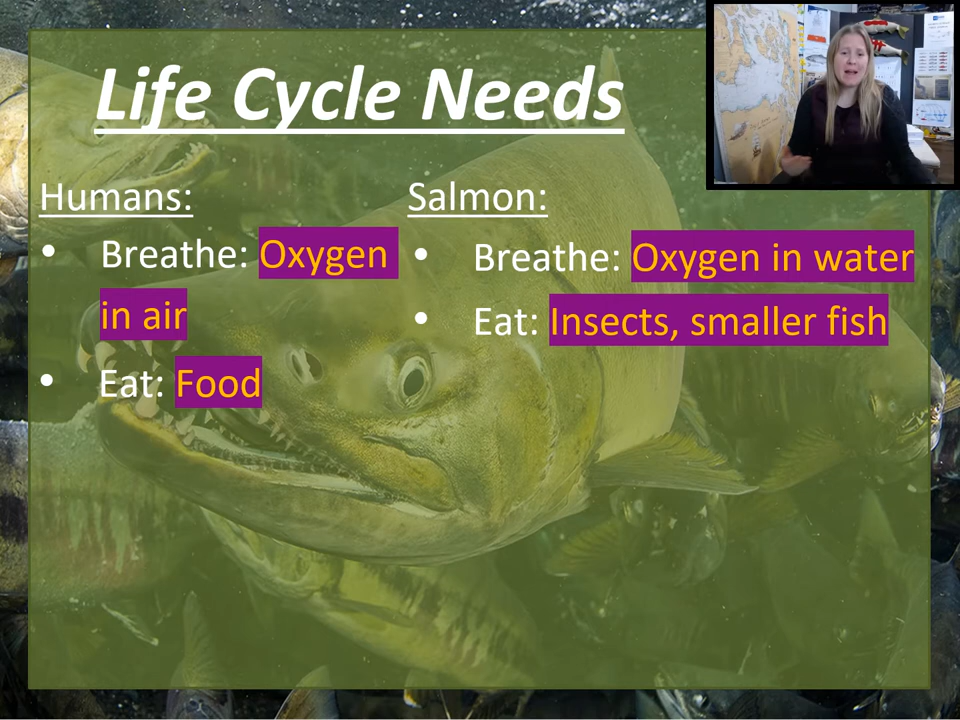 Life Cycle Needs
Humans:
• Breathe: Oxygen
in air
• Eat: Food
Salmon:
• Breathe: Oxygen in water
• Eat: Insects, smaller fish